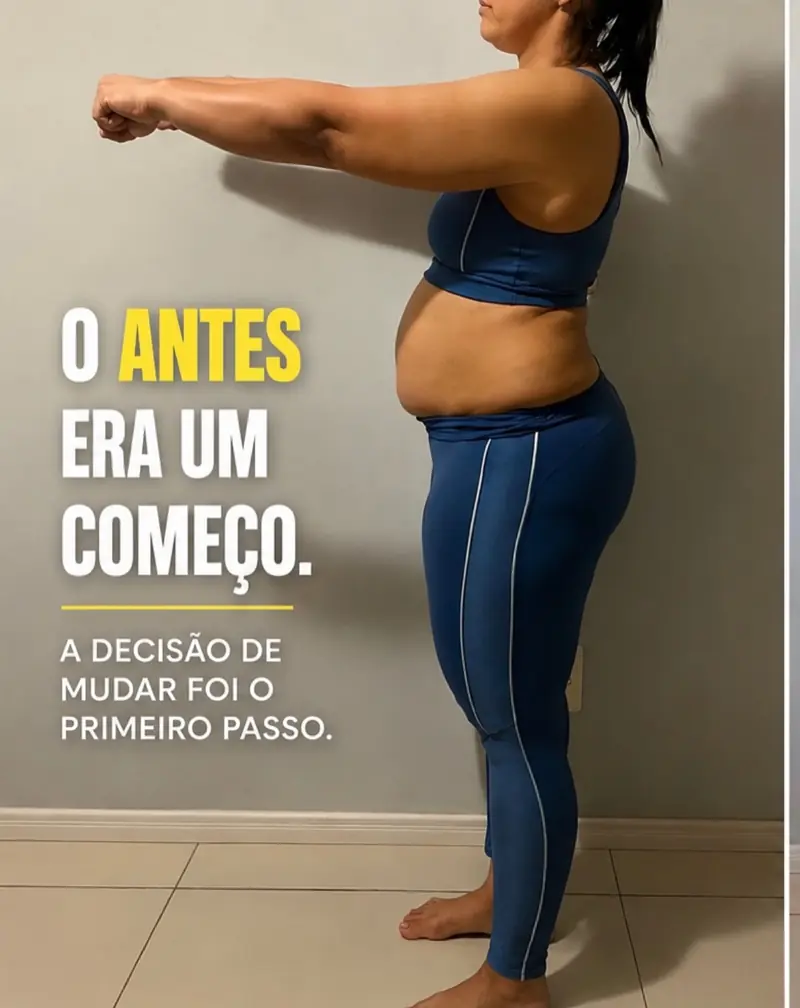 O ANTES
ERA UM
COMEÇO.
A DECISÃO DE
MUDAR FOI O
PRIMEIRO PASSO.